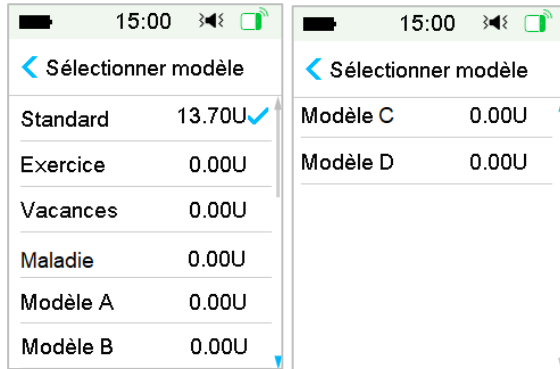 15:00
Sélectionner modèle
Standard 13.70U
Exercice 0.00U
Vacances 0.00U
Maladie 0.00U
Modèle A 0.00U
Modèle B 0.00U
15:00
Sélectionner modèle
Modèle C 0.00U
Modèle D 0.00U